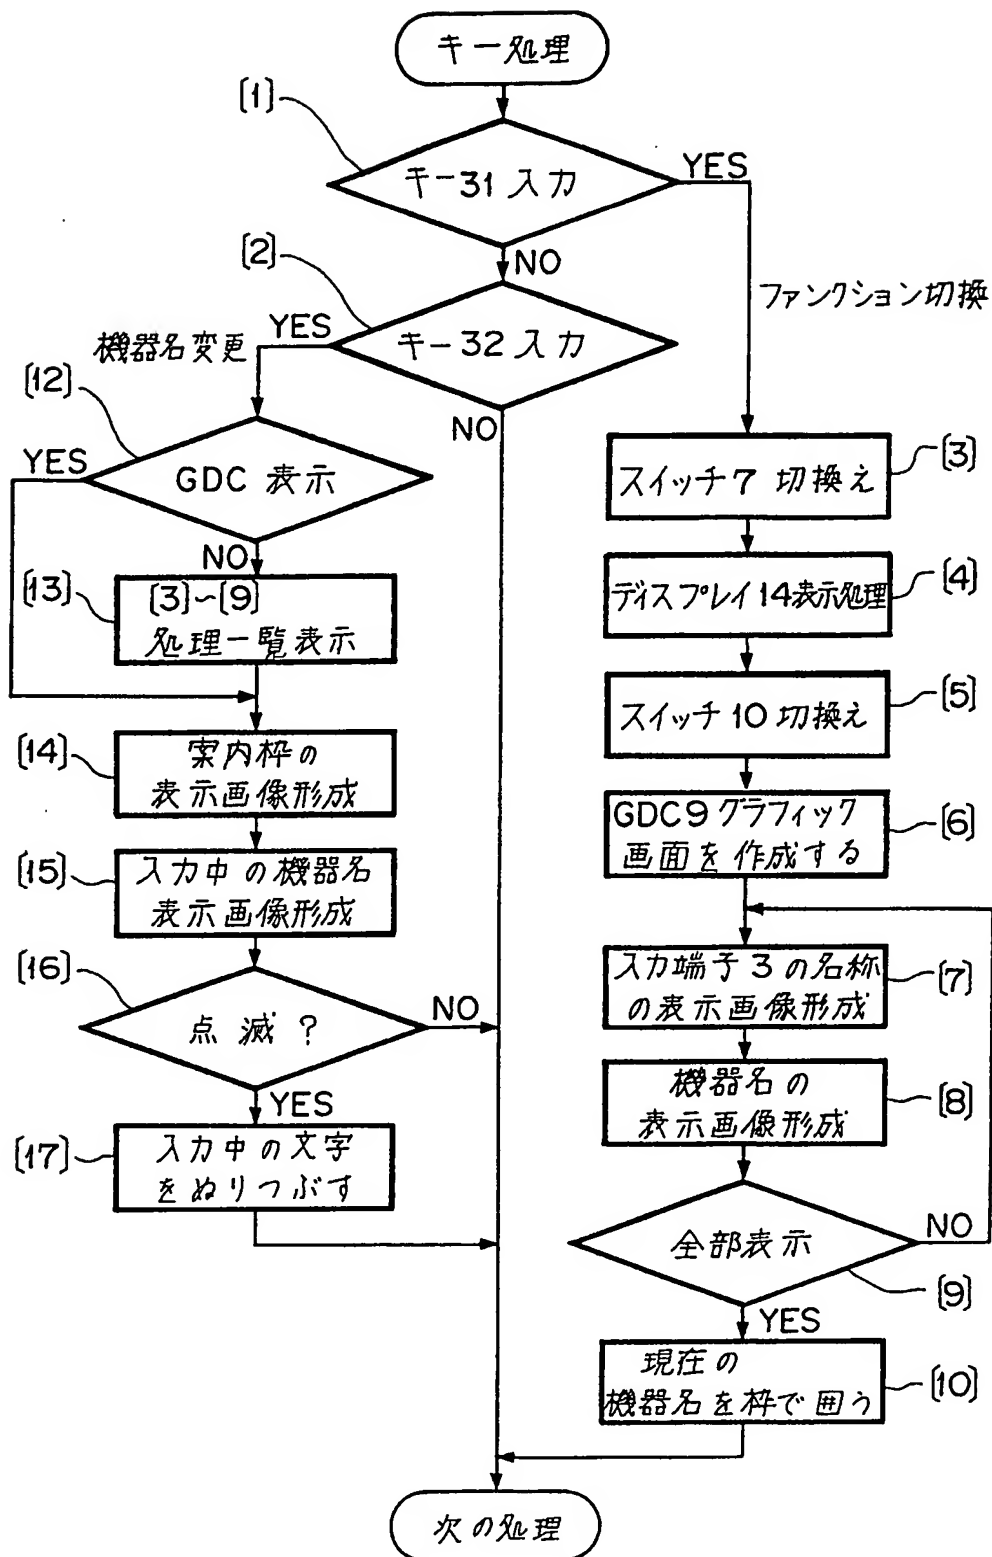 キー処理
[1]
キー31入力
YES
NO
[2]
ファンクション切換
キー32入力
YES
機器名変更
NO
[12]
GDC 表示
YES
NO
[3]
スイッチ7 切換え
[4]
ディスプレイ14表示処理
[13]
[3]~[9]
処理一覧表示
[5]
スイッチ10切換え
[14]
案内枠の
表示画像形成
[6]
GDC9グラフィック
画面を作成する
[15]
入力中の機器名
表示画像形成
[7]
入力端子3の名称
の表示画像形成
[16]
点滅?
NO
YES
[8]
機器名の
表示画像形成
[17]
入力中の文字
をぬりつぶす
全部表示
NO
[9]
YES
現在の
機器名を枠で囲う
[10]
次の処理